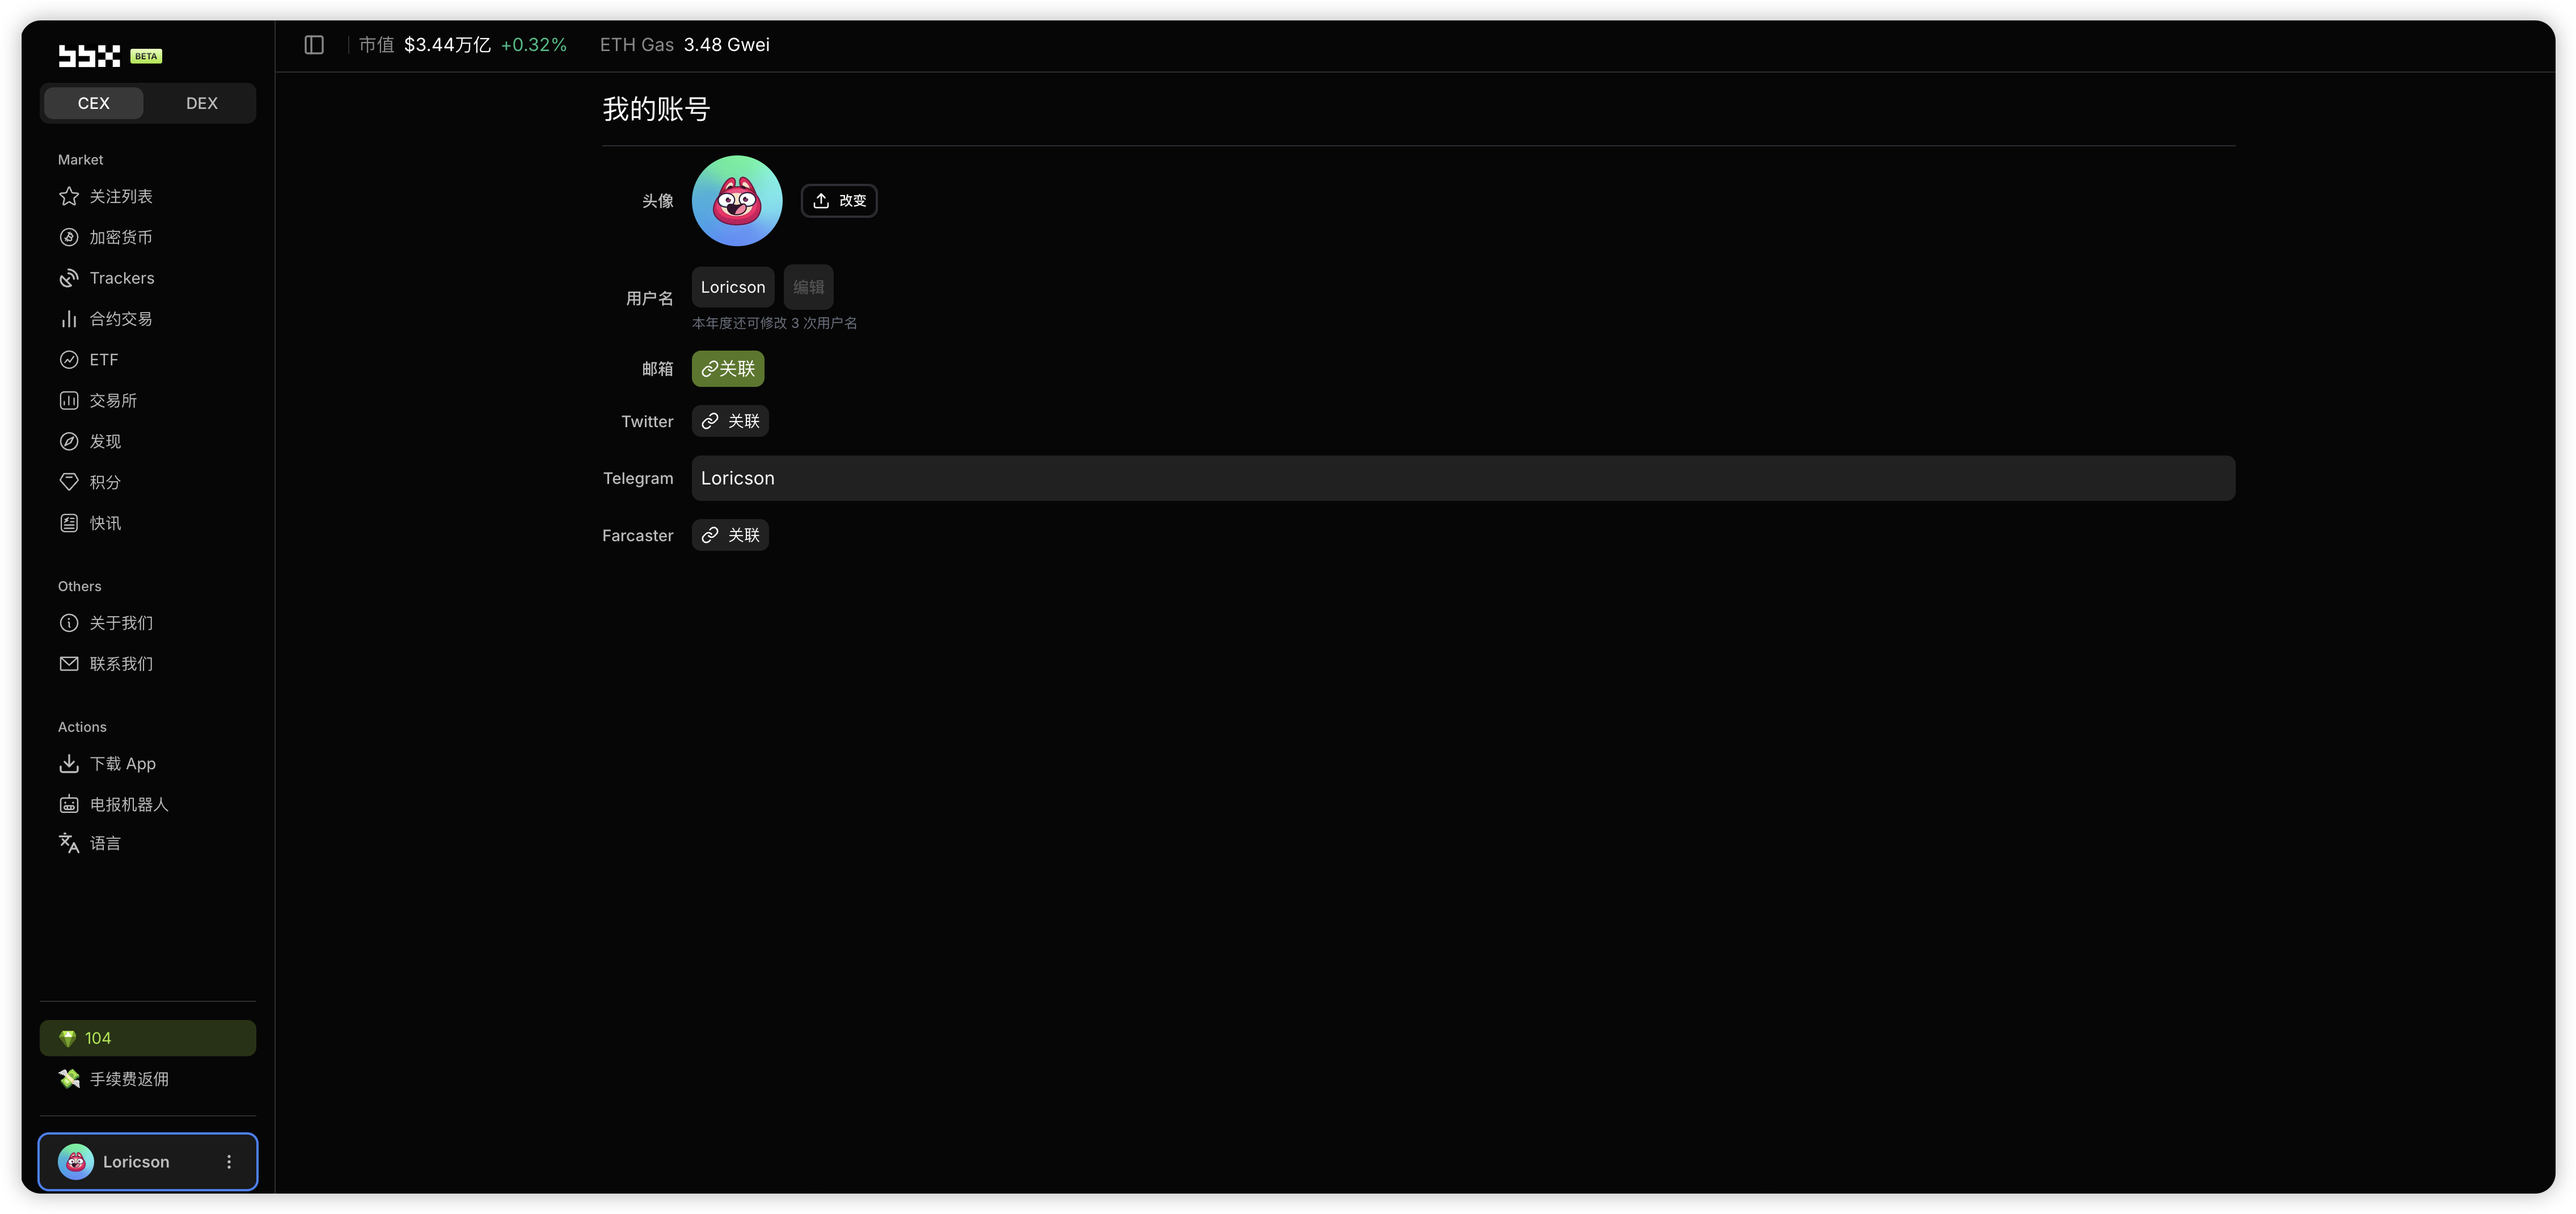 bbx BETA
CEX DEX
Market
关注列表
加密货币
Trackers
合约交易
ETF
交易所
发现
积分
快讯
Others
关于我们
联系我们
Actions
下载 App
电报机器人
语言
104
手续费返佣
Loricson
市值 $3.44万亿 +0.32% ETH Gas 3.48 Gwei
我的账号
头像 改变
用户名 Loricson 编辑
本年度还可修改 3 次用户名
邮箱 关联
Twitter 关联
Telegram Loricson
Farcaster 关联